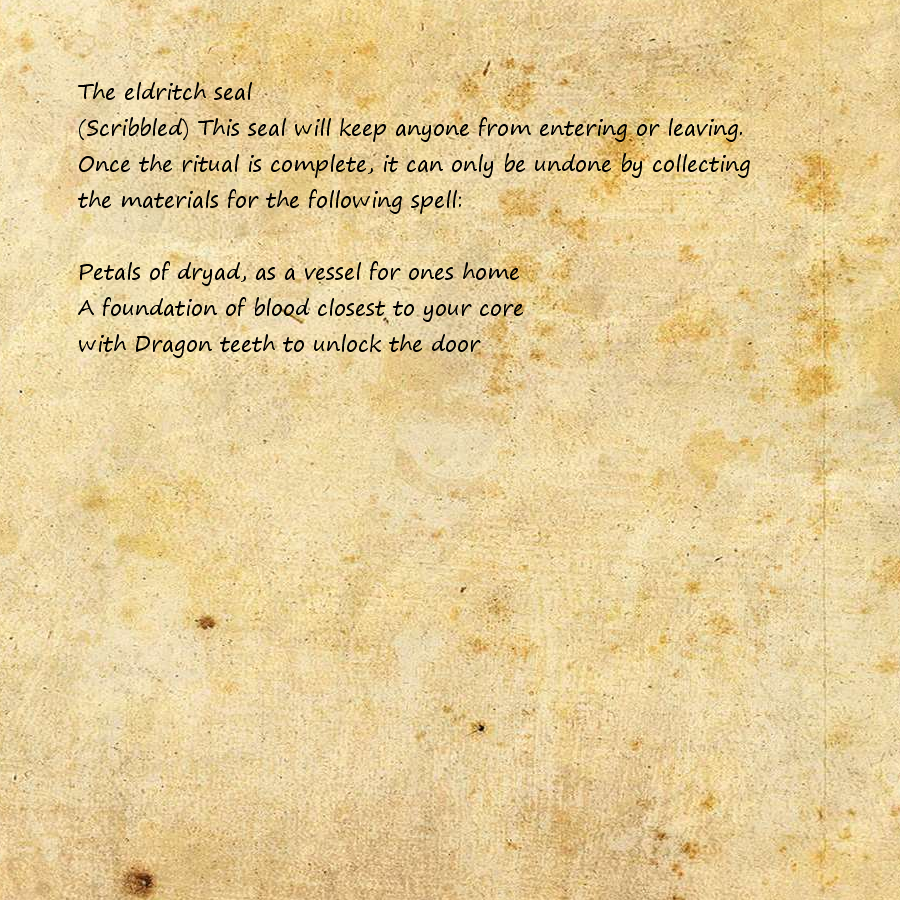 The eldritch seal
(Scribbled) This seal will keep anyone from entering or leaving.
Once the ritual is complete, it can only be undone by collecting
the materials for the following spell:

Petals of dryad, as a vessel for ones home
A foundation of blood closest to your core
with Dragon teeth to unlock the door